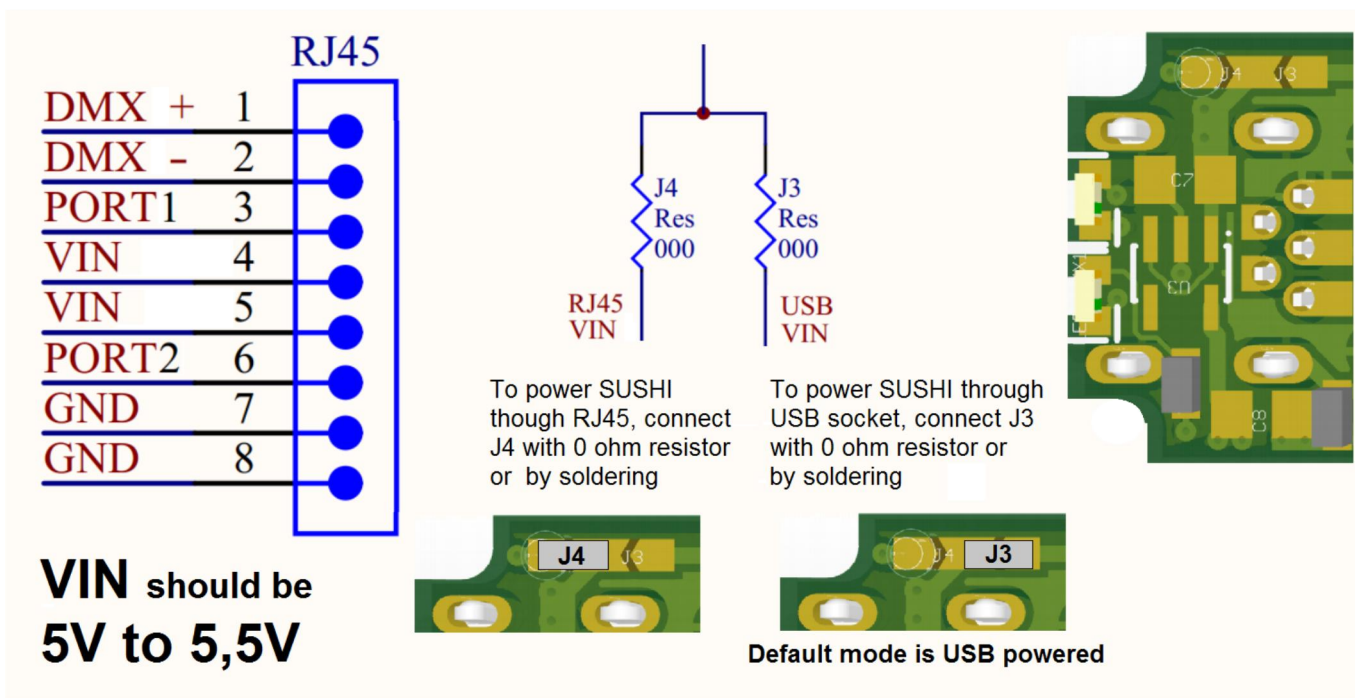 RJ45
DMX + 1
DMX - 2
PORT1 3
VIN 4
VIN 5
PORT2 6
GND 7
GND 8
VIN should be
5V to 5,5V
J4
Res
000
J3
Res
000
RJ45
VIN
USB
VIN
To power SUSHI
though RJ45, connect
J4 with 0 ohm resistor
or by soldering
To power SUSHI through
USB socket, connect J3
with 0 ohm resistor or
by soldering
J4 J3
J4 J3
Default mode is USB powered
J4 J3
C7
U3
C8